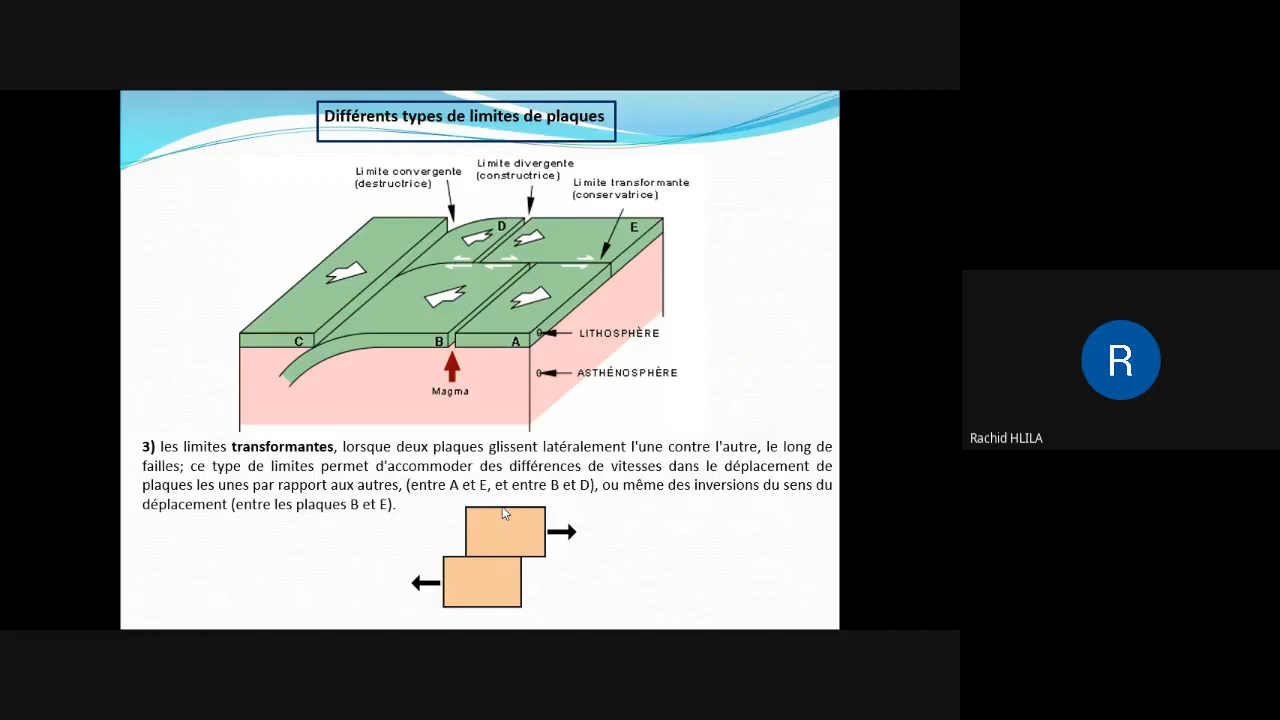 Différents types de limites de plaques
Limite convergente
(destructrice)
Limite divergente
(constructrice)
Limite transformante
(conservatrice)
D
E
C
B
A
LITHOSPHÈRE
ASTHÉNOSPHÈRE
Magma
3) les limites transformantes, lorsque deux plaques glissent latéralement l'une contre l'autre, le long de
failles; ce type de limites permet d'accommoder des différences de vitesses dans le déplacement de
plaques les unes par rapport aux autres, (entre A et E, et entre B et D), ou même des inversions du sens du
déplacement (entre les plaques B et E).
R
Rachid HLILA